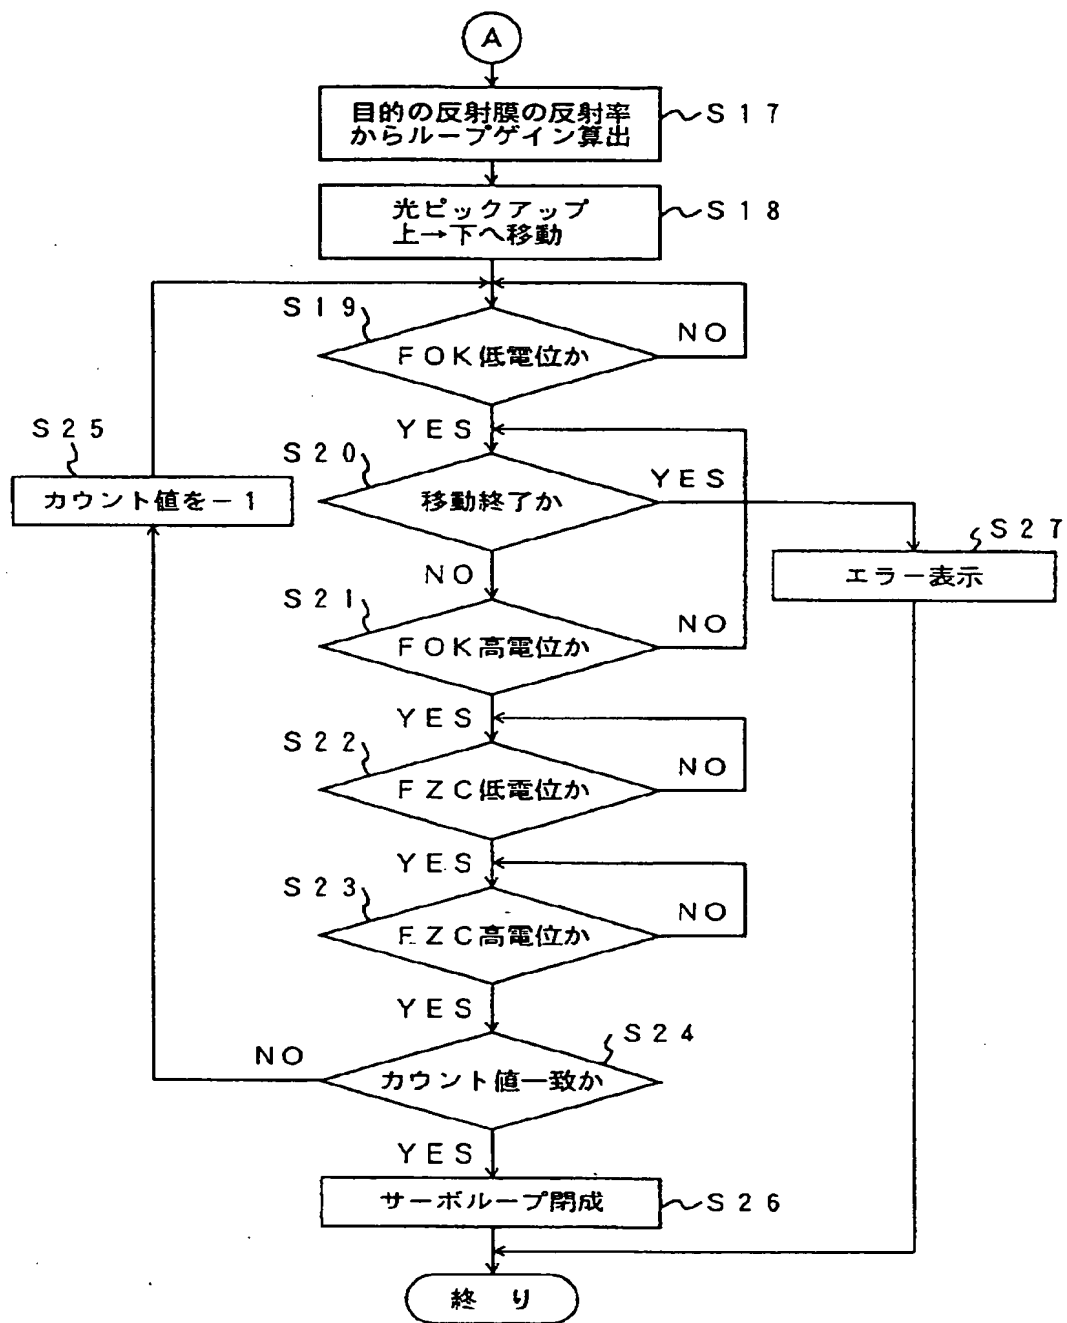 A
目的の反射膜の反射率
からループゲイン算出
S17
光ピックアップ
上→下へ移動
S18
S19
FOK低電位か
NO
YES
S25
カウント値を-1
S20
移動終了か
YES
S27
エラー表示
NO
S21
FOK高電位か
NO
YES
S22
FZC低電位か
NO
YES
S23
FZC高電位か
NO
YES
S24
カウント値一致か
NO
YES
サーボループ閉成
S26
終り